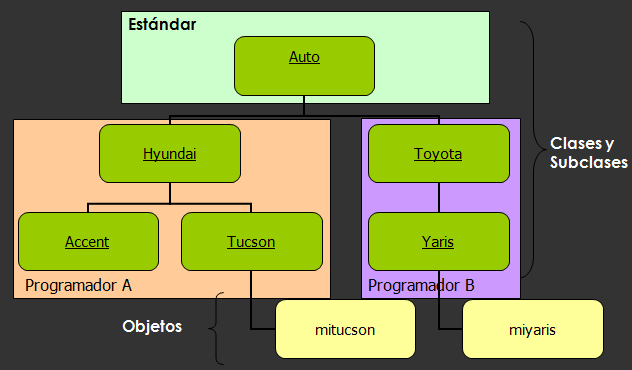 Estándar
Auto
Hyundai
Toyota
Clases y
Subclases
Accent
Tucson
Yaris
Programador A
Programador B
Objetos
mitucson
miyaris